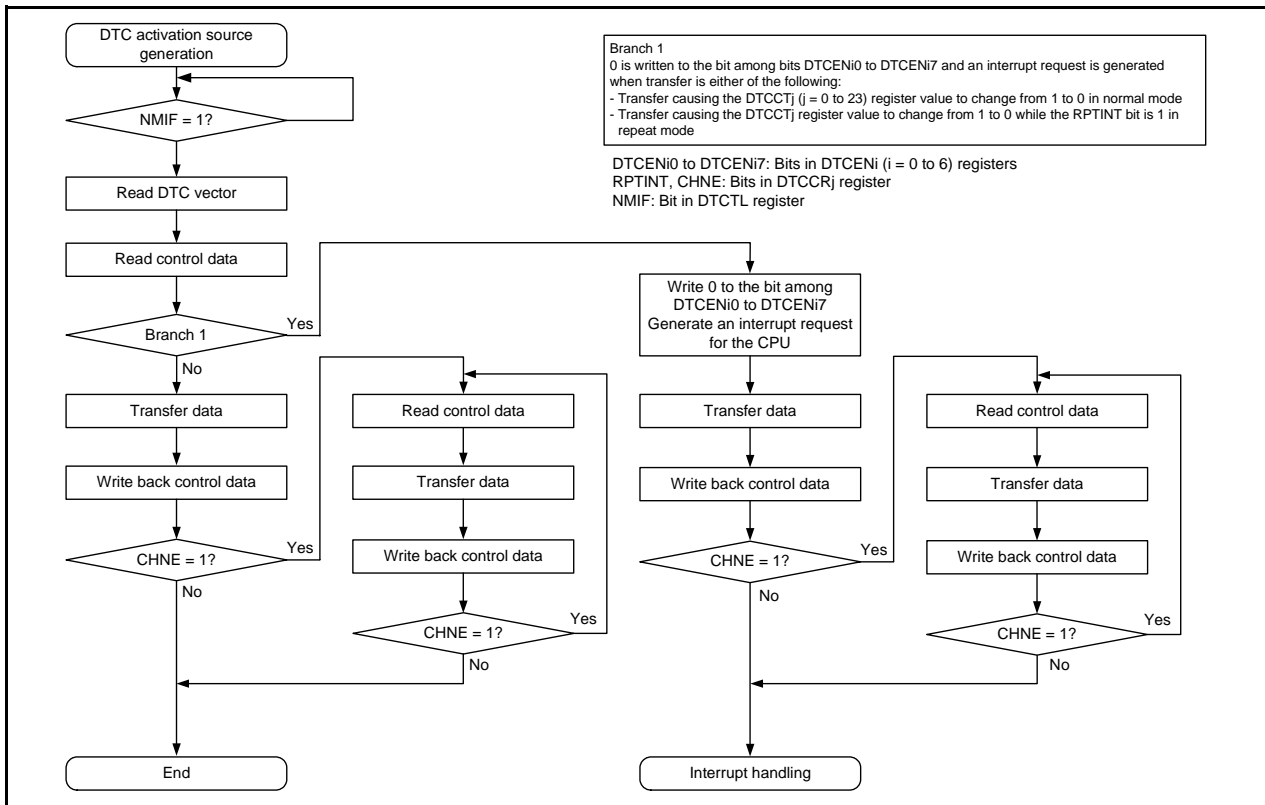 DTC activation source
generation
NMIF = 1?
Read DTC vector
Read control data
Branch 1
Yes
No
Transfer data
Write back control data
CHNE = 1?
Yes
No
End
Read control data
Transfer data
Write back control data
CHNE = 1?
Yes
No
Branch 1
0 is written to the bit among bits DTCENi0 to DTCENi7 and an interrupt request is generated
when transfer is either of the following:
- Transfer causing the DTCCTj (j = 0 to 23) register value to change from 1 to 0 in normal mode
- Transfer causing the DTCCTj register value to change from 1 to 0 while the RPTINT bit is 1 in
repeat mode
DTCENi0 to DTCENi7: Bits in DTCENi (i = 0 to 6) registers
RPTINT, CHNE: Bits in DTCCRj register
NMIF: Bit in DTCTL register
Write 0 to the bit among
DTCENi0 to DTCENi7
Generate an interrupt request
for the CPU
Transfer data
Write back control data
CHNE = 1?
Yes
No
Interrupt handling
Read control data
Transfer data
Write back control data
CHNE = 1?
Yes
No